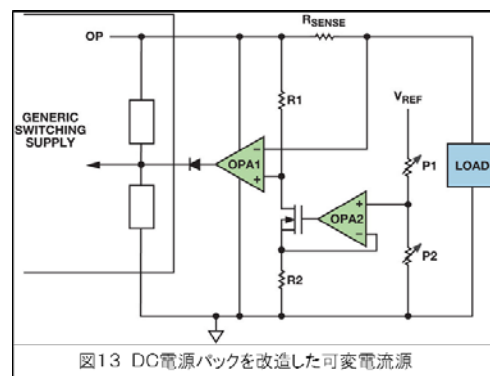 RSENSE
OP
R1
VREF
GENERIC
SWITCHING
SUPPLY
OPA1
−
+
P1
LOAD
OPA2
+
−
P2
R2
図13 DC電源パックを改造した可変電流源